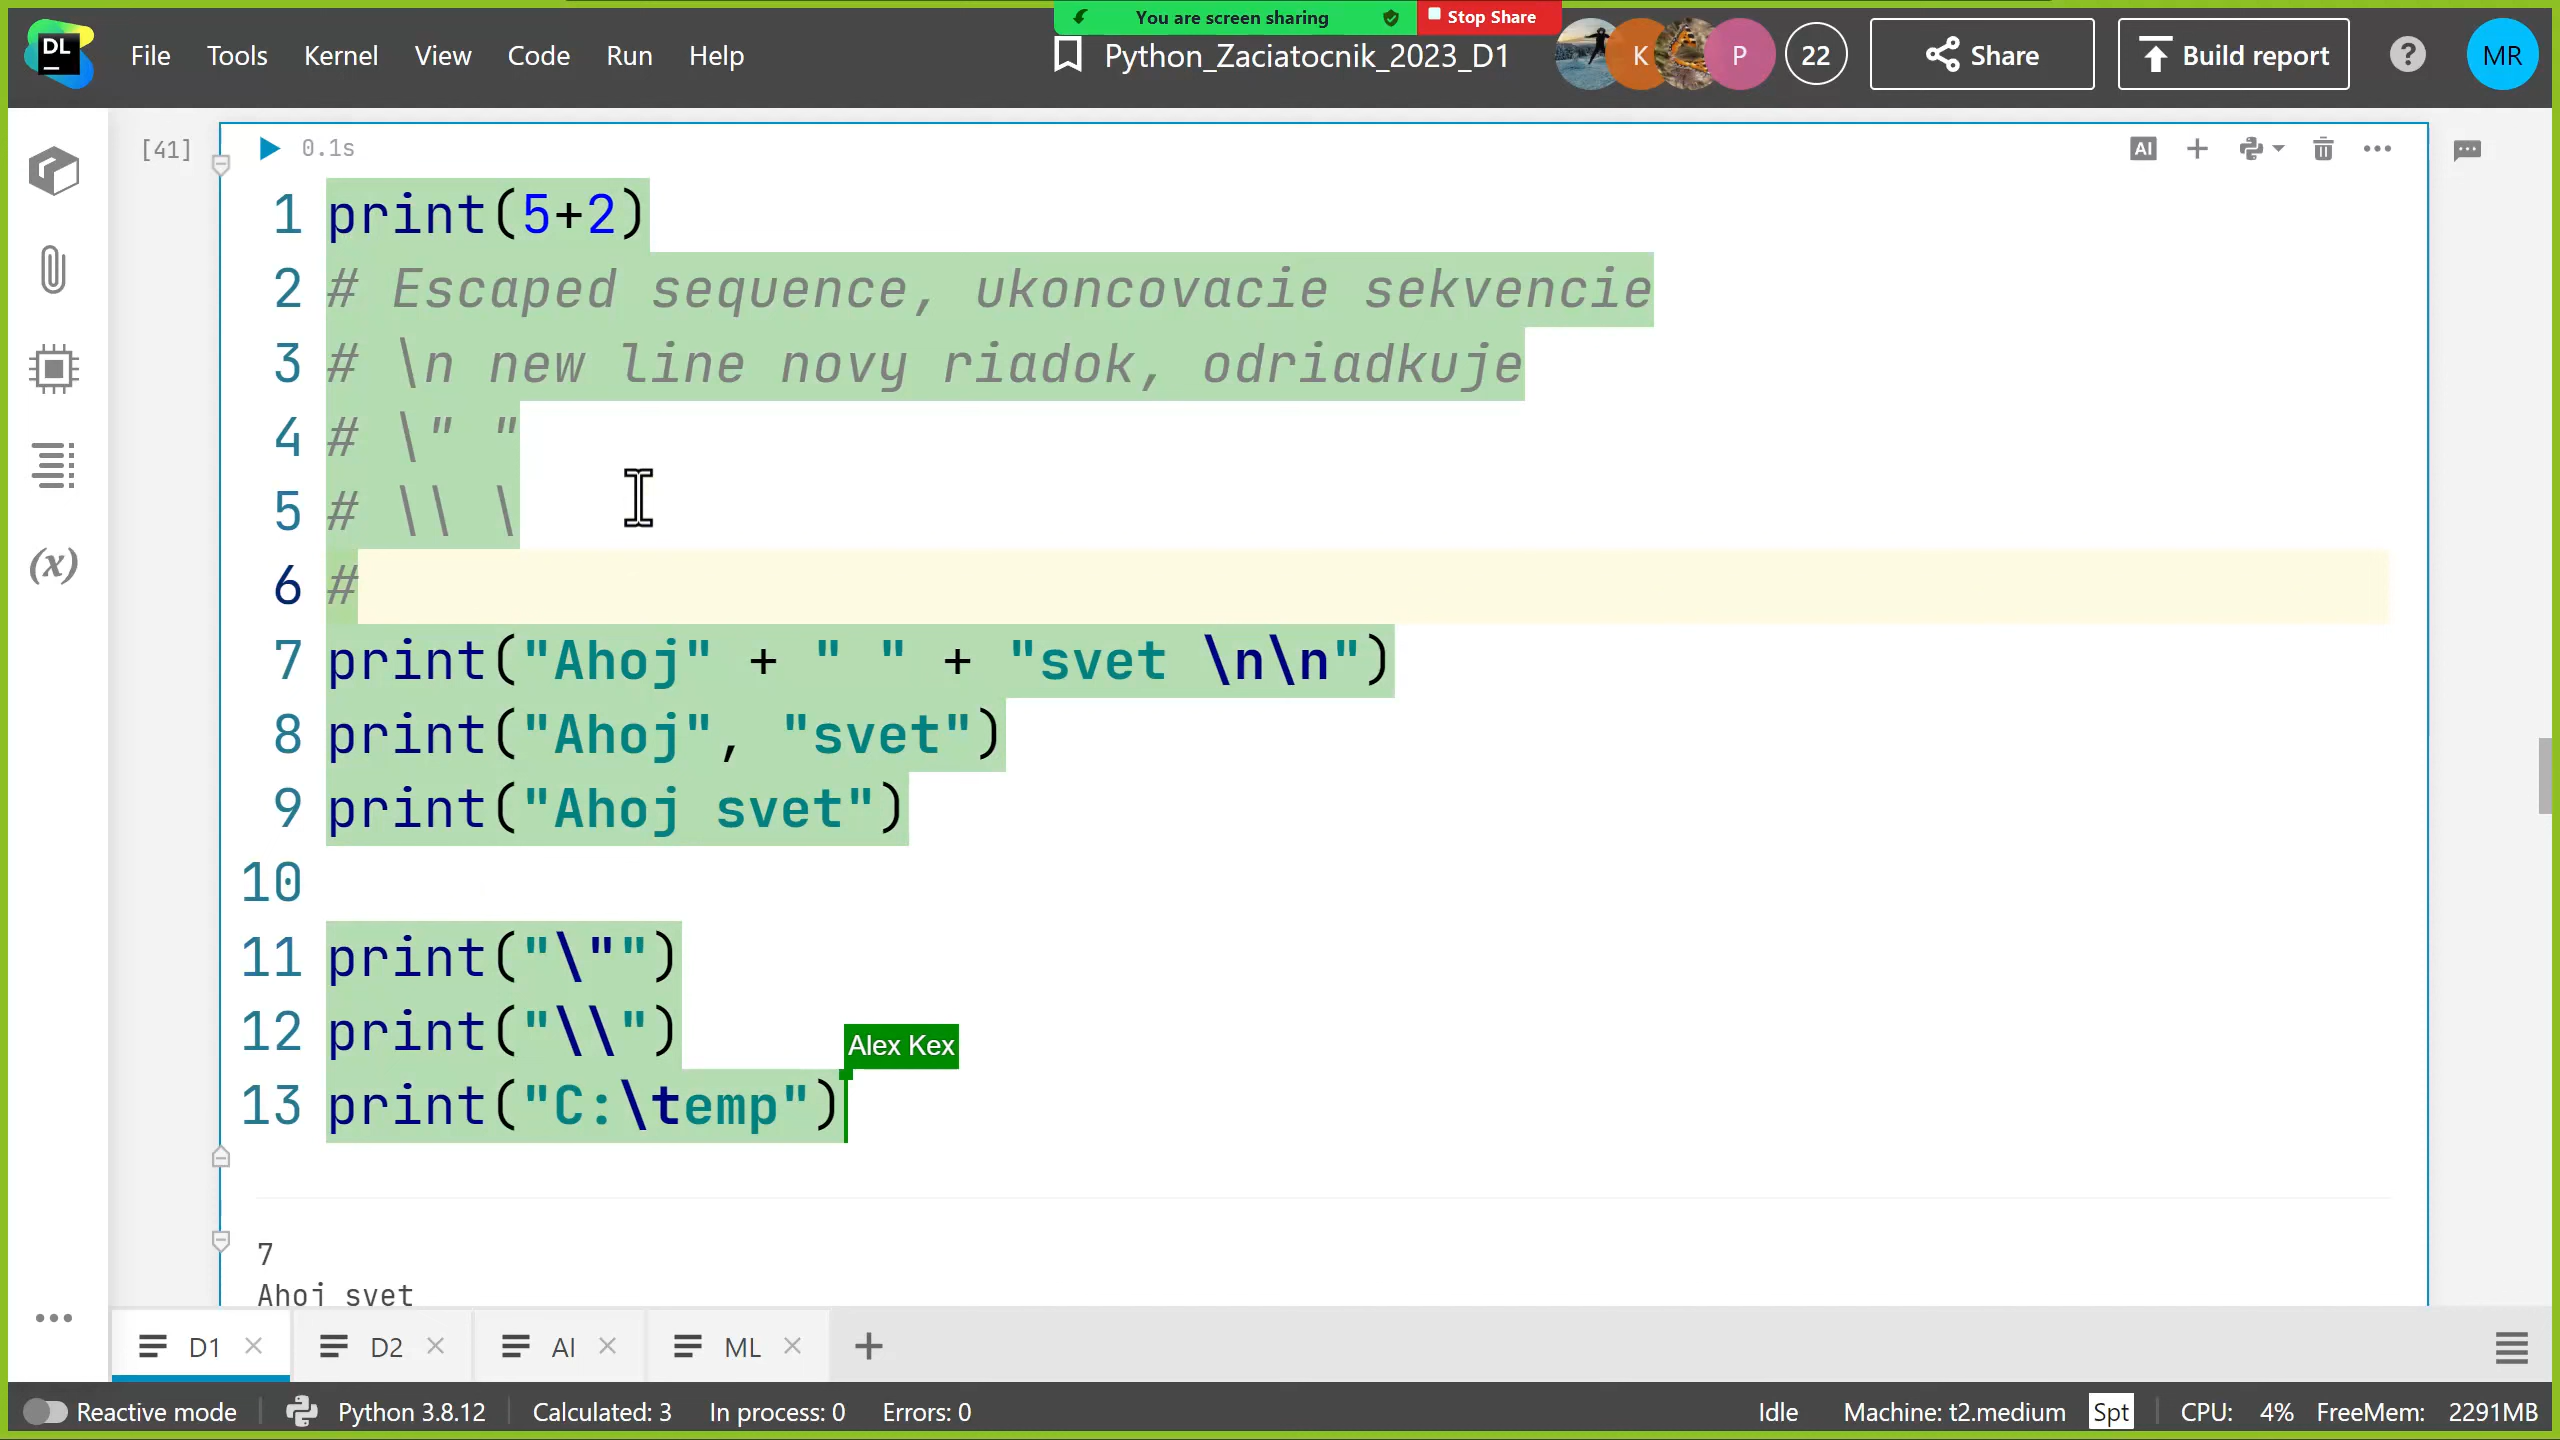 You are screen sharing Stop Share
DL File Tools Kernel View Code Run Help Python_Zaciatocnik_2023_D1 K P 22 Share Build report ? MR
[41] 0.1s AI
1 print(5+2)
2 # Escaped sequence, ukoncovacie sekvencie
3 # \n new line novy riadok, odriadkuje
4 # \" "
5 # \\ \
6 #
7 print("Ahoj" + " " + "svet \n\n")
8 print("Ahoj", "svet")
9 print("Ahoj svet")
10
11 print("\"")
12 print("\\")
Alex Kex
13 print("C:\temp")
(x)
7
Ahoj svet
D1 D2 AI ML
Reactive mode Python 3.8.12 Calculated: 3 In process: 0 Errors: 0 Idle Machine: t2.medium Spt CPU: 4% FreeMem: 2291MB